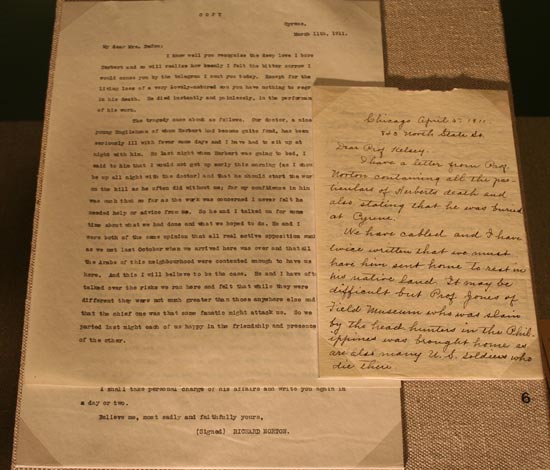 COPY
Cyrene.
March 11th, 1911.
My dear Mrs. DeCou,
I know well you recognize the deep love I bore
Herbert and so will realize how keenly I felt the bitter sorrow I
would cause you by the telegram I sent you today. Except for the
living loss of a very lovely-natured man you have nothing to regr
in his death. He died instantly and painlessly, in the performan
of his work.
The tragedy came about as follows. Our doctor, a nice
young Englishman of whom Herbert had become quite fond, has been
seriously ill with fever some days and I have had to sit up at
night with him. So last night when Herbert was going to bed, I
said to him that I would not get up early this morning (as I shou
be up all night with the doctor) and that he should start the wor
on the hill as he often did without me; for my confidence in him
was such that so far as the work was concerned I never felt he
needed help or advice from me. So he and I talked on for some
time about what we had done and what we hoped to do. He and I
were both of the same opinion that all real active opposition such
as we met last October when we arrived here was over and that all
the Arabs of this neighbourhood were contented enough to have us
here. And this I still believe to be the case. He and I have oft
talked over the risks we run here and felt that while they were
different they were not much greater than those anywhere else and
that the chief one was that some fanatic might attack us. So we
parted last night each of us happy in the friendship and presence
of the other.
I shall take personal charge of his affairs and write you again in
a day or two.
Believe me, most sadly and faithfully yours,
(Signed) RICHARD NORTON.
Chicago April 5- 1911
North State St.
Dear Prof. Kelsey:
I have a letter from Prof.
Norton containing all the par-
ticulars of Herberts death and
also stating that he was buried
at Cyrene.
We have cabled and I have
twice written that we must
have him sent home to rest in
his native land. It may be
difficult but Prof. Jones of
Field Museum who was slain
by the head hunters in the Phil-
ippines was brought home as
are also many U.S. soldiers who
die there.
6